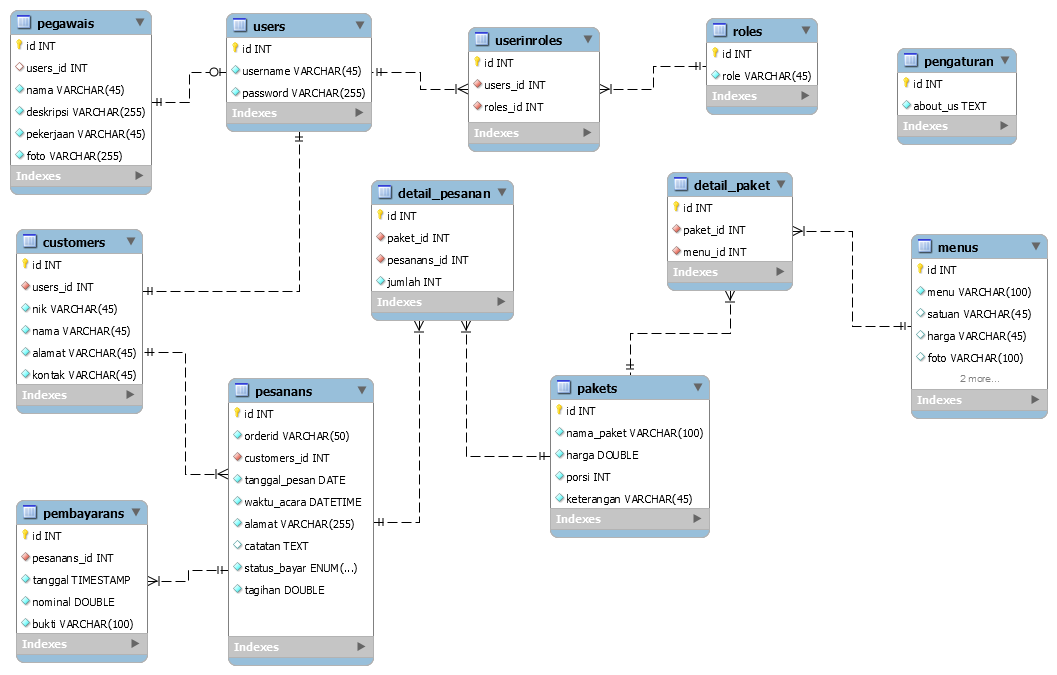 pegawais
id INT
users_id INT
nama VARCHAR(45)
deskripsi VARCHAR(255)
pekerjaan VARCHAR(45)
foto VARCHAR(255)
Indexes
users
id INT
username VARCHAR(45)
password VARCHAR(255)
Indexes
userinroles
id INT
users_id INT
roles_id INT
Indexes
roles
id INT
role VARCHAR(45)
Indexes
pengaturan
id INT
about_us TEXT
Indexes
customers
id INT
users_id INT
nik VARCHAR(45)
nama VARCHAR(45)
alamat VARCHAR(45)
kontak VARCHAR(45)
Indexes
detail_pesanan
id INT
paket_id INT
pesanans_id INT
jumlah INT
Indexes
detail_paket
id INT
paket_id INT
menu_id INT
Indexes
menus
id INT
menu VARCHAR(100)
satuan VARCHAR(45)
harga VARCHAR(45)
foto VARCHAR(100)
2 more...
Indexes
pesanans
id INT
orderid VARCHAR(50)
customers_id INT
tanggal_pesan DATE
waktu_acara DATETIME
alamat VARCHAR(255)
catatan TEXT
status_bayar ENUM(...)
tagihan DOUBLE
Indexes
pakets
id INT
nama_paket VARCHAR(100)
harga DOUBLE
porsi INT
keterangan VARCHAR(45)
Indexes
pembayarans
id INT
pesanans_id INT
tanggal TIMESTAMP
nominal DOUBLE
bukti VARCHAR(100)
Indexes